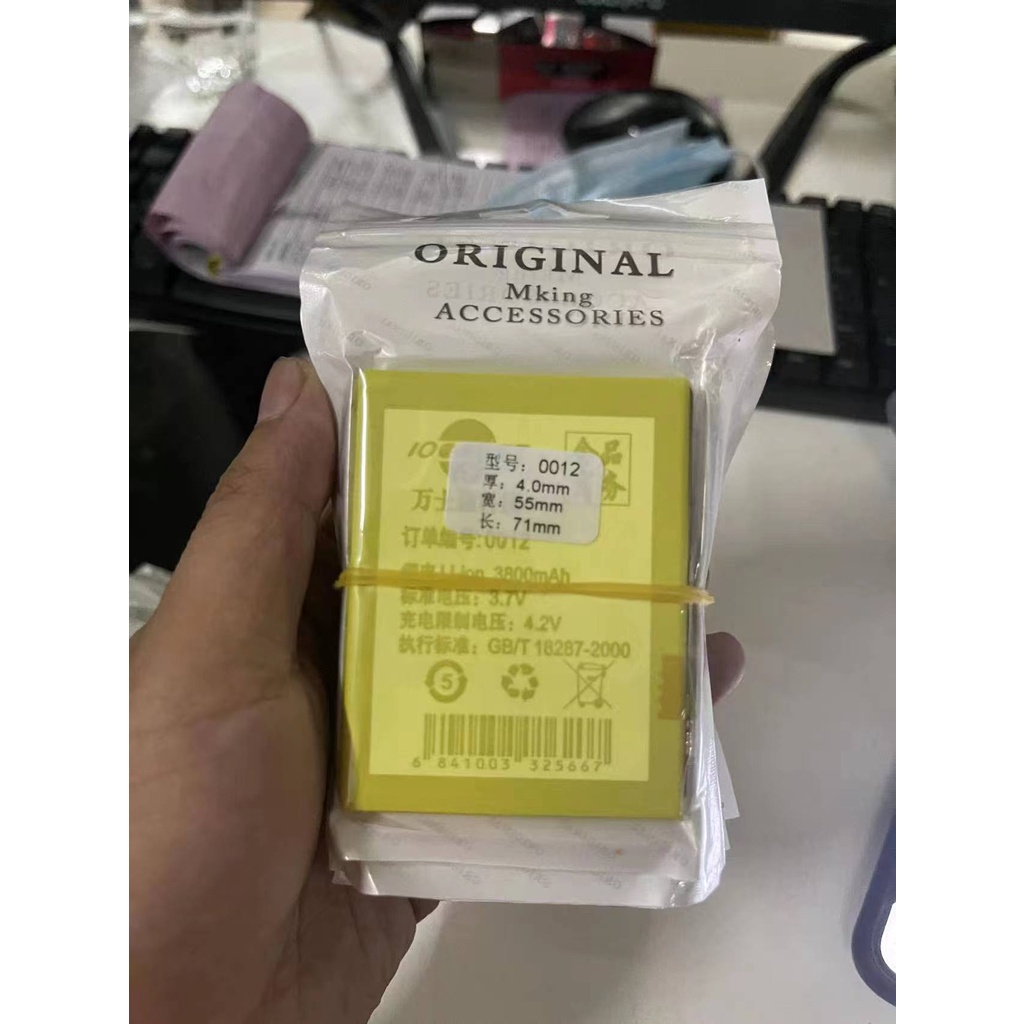 ORIGINAL
Mking
ACCESSORIES
型号: 0012
厚: 4.0mm
宽: 55mm
长: 71mm
订单编号:0012
Li-Ion 3800mAh
标准电压: 3.7V
充电限制电压: 4.2V
执行标准: GB/T 18287-2000
5
6 841003 325667